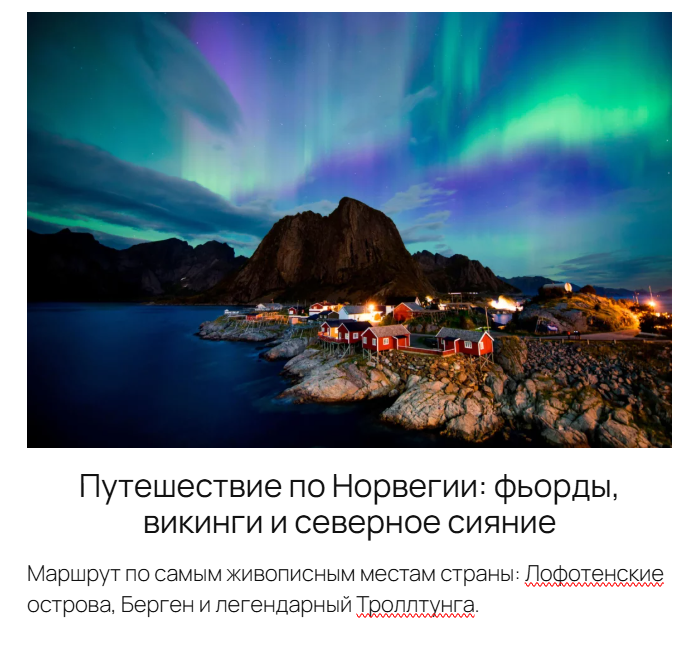 Путешествие по Норвегии: фьорды,
викинги и северное сияние
Маршрут по самым живописным местам страны: Лофотенские
острова, Берген и легендарный Троллтунга.